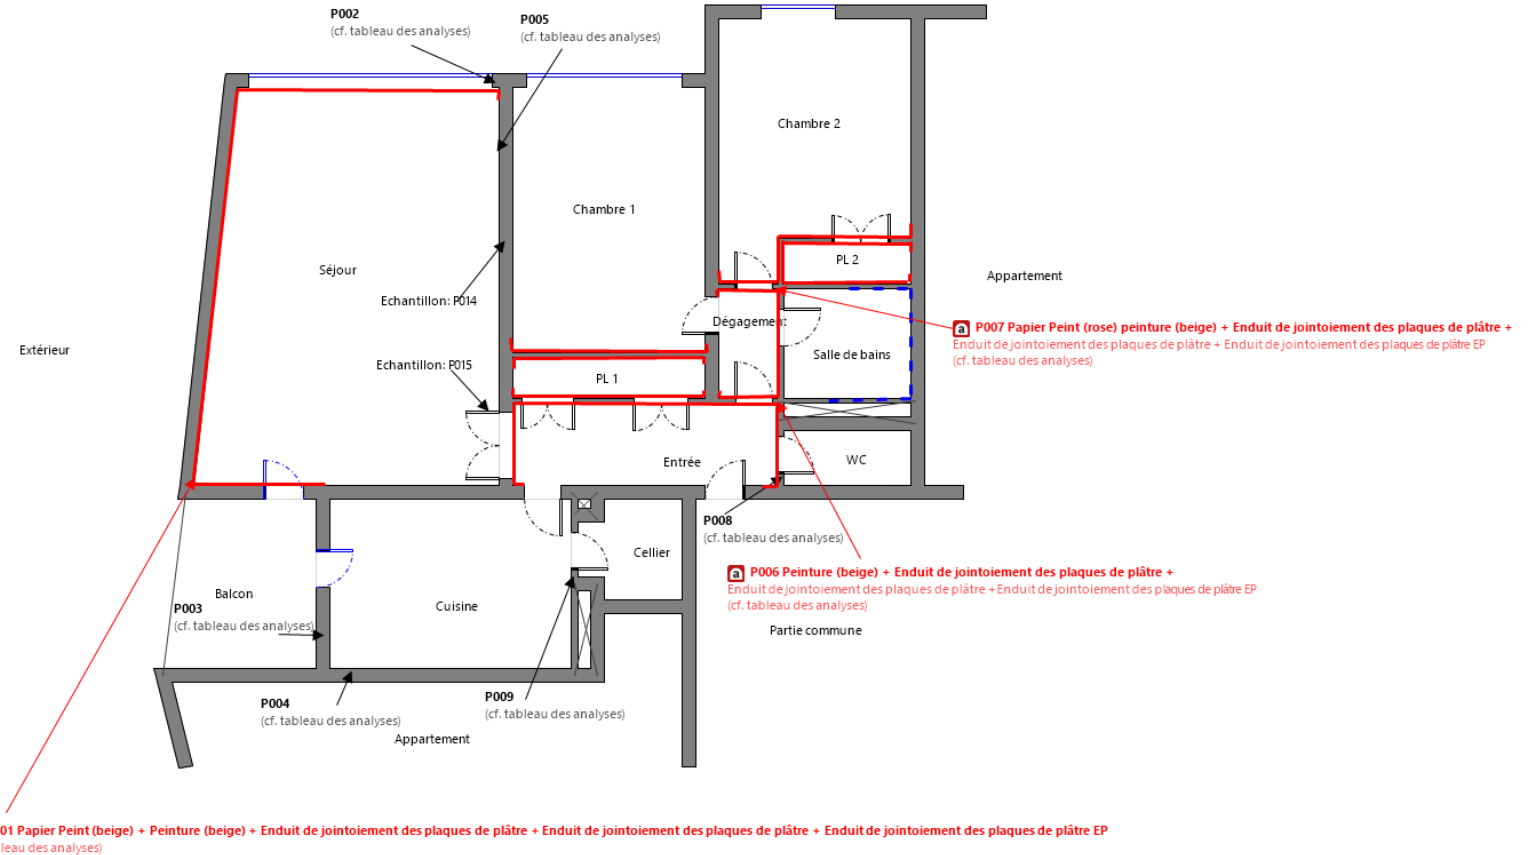 P002
(cf. tableau des analyses)
P005
(cf. tableau des analyses)
Chambre 2
Chambre 1
Séjour
PL 2
Appartement
Echantillon: P014
Dégagement
a P007 Papier Peint (rose) peinture (beige) + Enduit de jointoiement des plaques de plâtre +
Enduit de jointoiement des plaques de plâtre + Enduit de jointoiement des plaques de plâtre EP
(cf. tableau des analyses)
Extérieur
Salle de bains
Echantillon: P015
PL 1
Entrée
WC
P008
(cf. tableau des analyses)
Cellier
a P006 Peinture (beige) + Enduit de jointoiement des plaques de plâtre +
Enduit de jointoiement des plaques de plâtre + Enduit de jointoiement des plaques de plâtre EP
(cf. tableau des analyses)
Balcon
P003
(cf. tableau des analyses)
Cuisine
Partie commune
P004
(cf. tableau des analyses)
P009
(cf. tableau des analyses)
Appartement
01 Papier Peint (beige) + Peinture (beige) + Enduit de jointoiement des plaques de plâtre + Enduit de jointoiement des plaques de plâtre + Enduit de jointoiement des plaques de plâtre EP
leau des analyses)